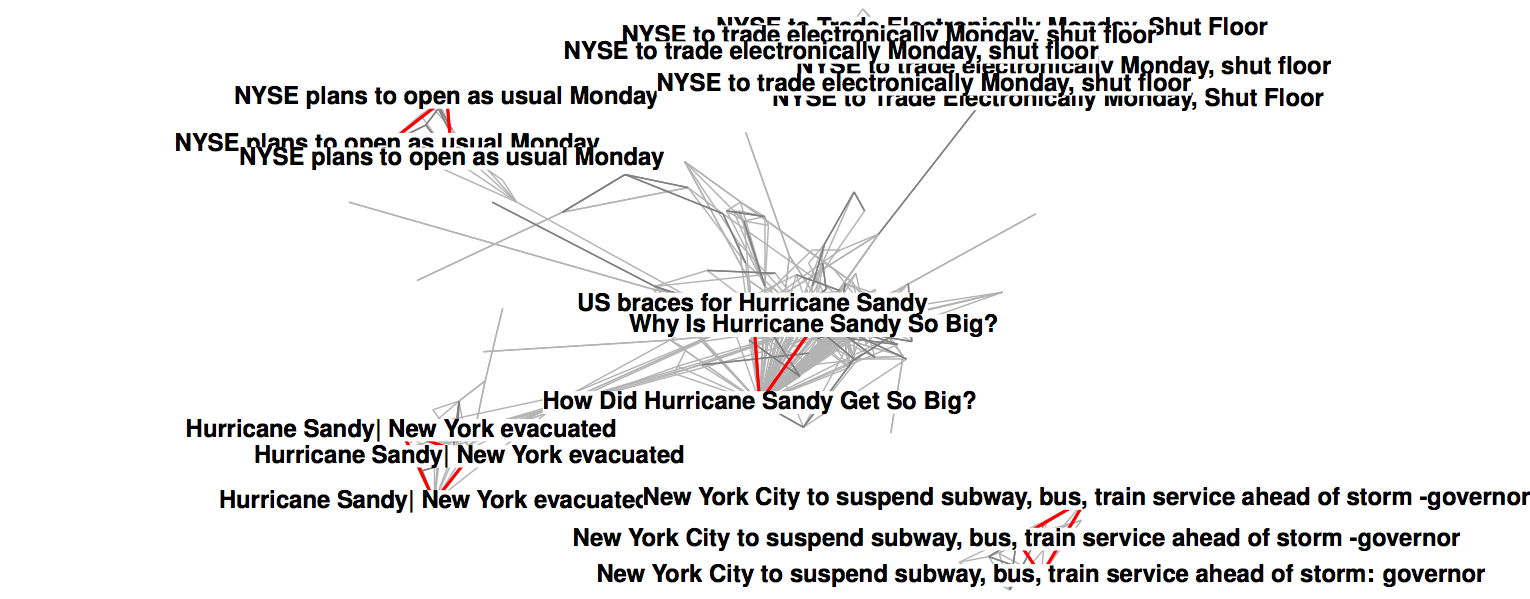 NYSE to Trade Electronically Monday, Shut Floor
NYSE to trade electronically Monday, shut floor
NYSE to trade electronically Monday, shut floor
NYSE to trade electronically Monday, shut floor
NYSE to trade electronically Monday, shut floor
NYSE to Trade Electronically Monday, Shut Floor
NYSE plans to open as usual Monday
NYSE plans to open as usual Monday
NYSE plans to open as usual Monday
US braces for Hurricane Sandy
Why Is Hurricane Sandy So Big?
How Did Hurricane Sandy Get So Big?
Hurricane Sandy| New York evacuated
Hurricane Sandy| New York evacuated
Hurricane Sandy| New York evacuated
New York City to suspend subway, bus, train service ahead of storm -governor
New York City to suspend subway, bus, train service ahead of storm -governor
New York City to suspend subway, bus, train service ahead of storm: governor